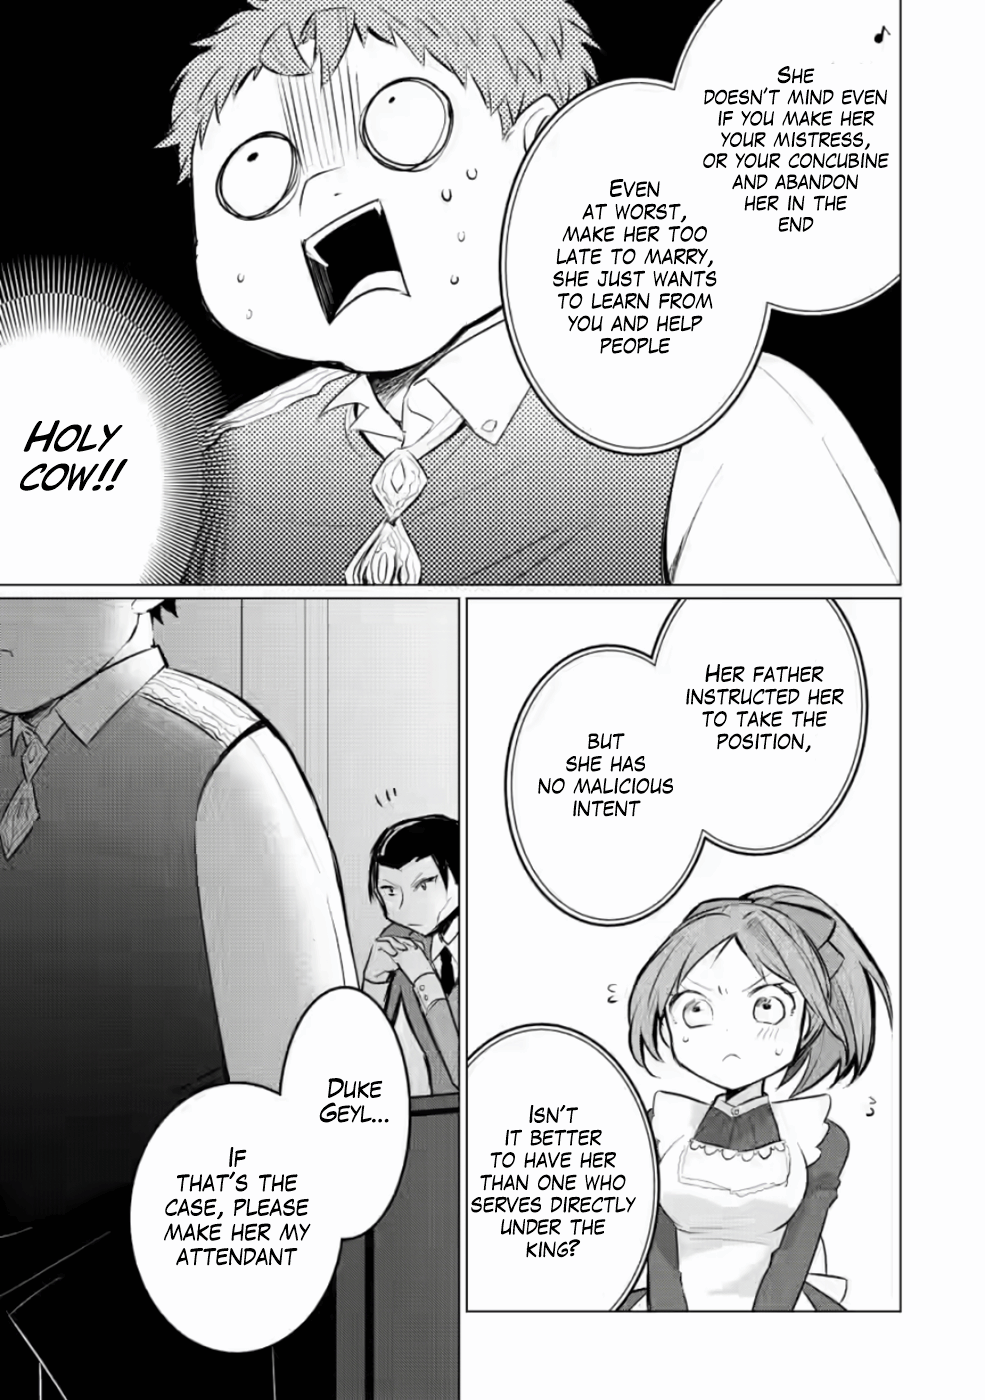 SHE
DOESN'T MIND EVEN
IF YOU MAKE HER
YOUR MISTRESS,
OR YOUR CONCUBINE
AND ABANDON
HER IN THE
END
EVEN
AT WORST,
MAKE HER TOO
LATE TO MARRY,
SHE JUST WANTS
TO LEARN FROM
YOU AND HELP
PEOPLE
HOLY
COW!!
HER FATHER
INSTRUCTED HER
TO TAKE THE
POSITION,
BUT
SHE HAS
NO MALICIOUS
INTENT
ISN'T
IT BETTER
TO HAVE HER
THAN ONE WHO
SERVES DIRECTLY
UNDER THE
KING?
DUKE
GEYL...
IF
THAT'S THE
CASE, PLEASE
MAKE HER MY
ATTENDANT